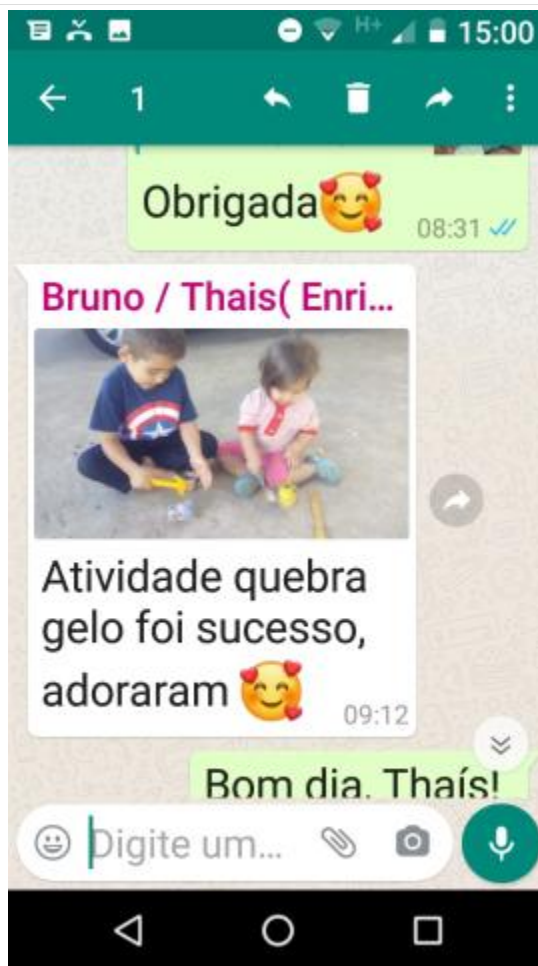 H+ 15:00
1
Obrigada🥰
08:31
Bruno / Thais( Enri...
Atividade quebra
gelo foi sucesso,
adoraram 🥰
09:12
Bom dia, Thaís!
Digite um...